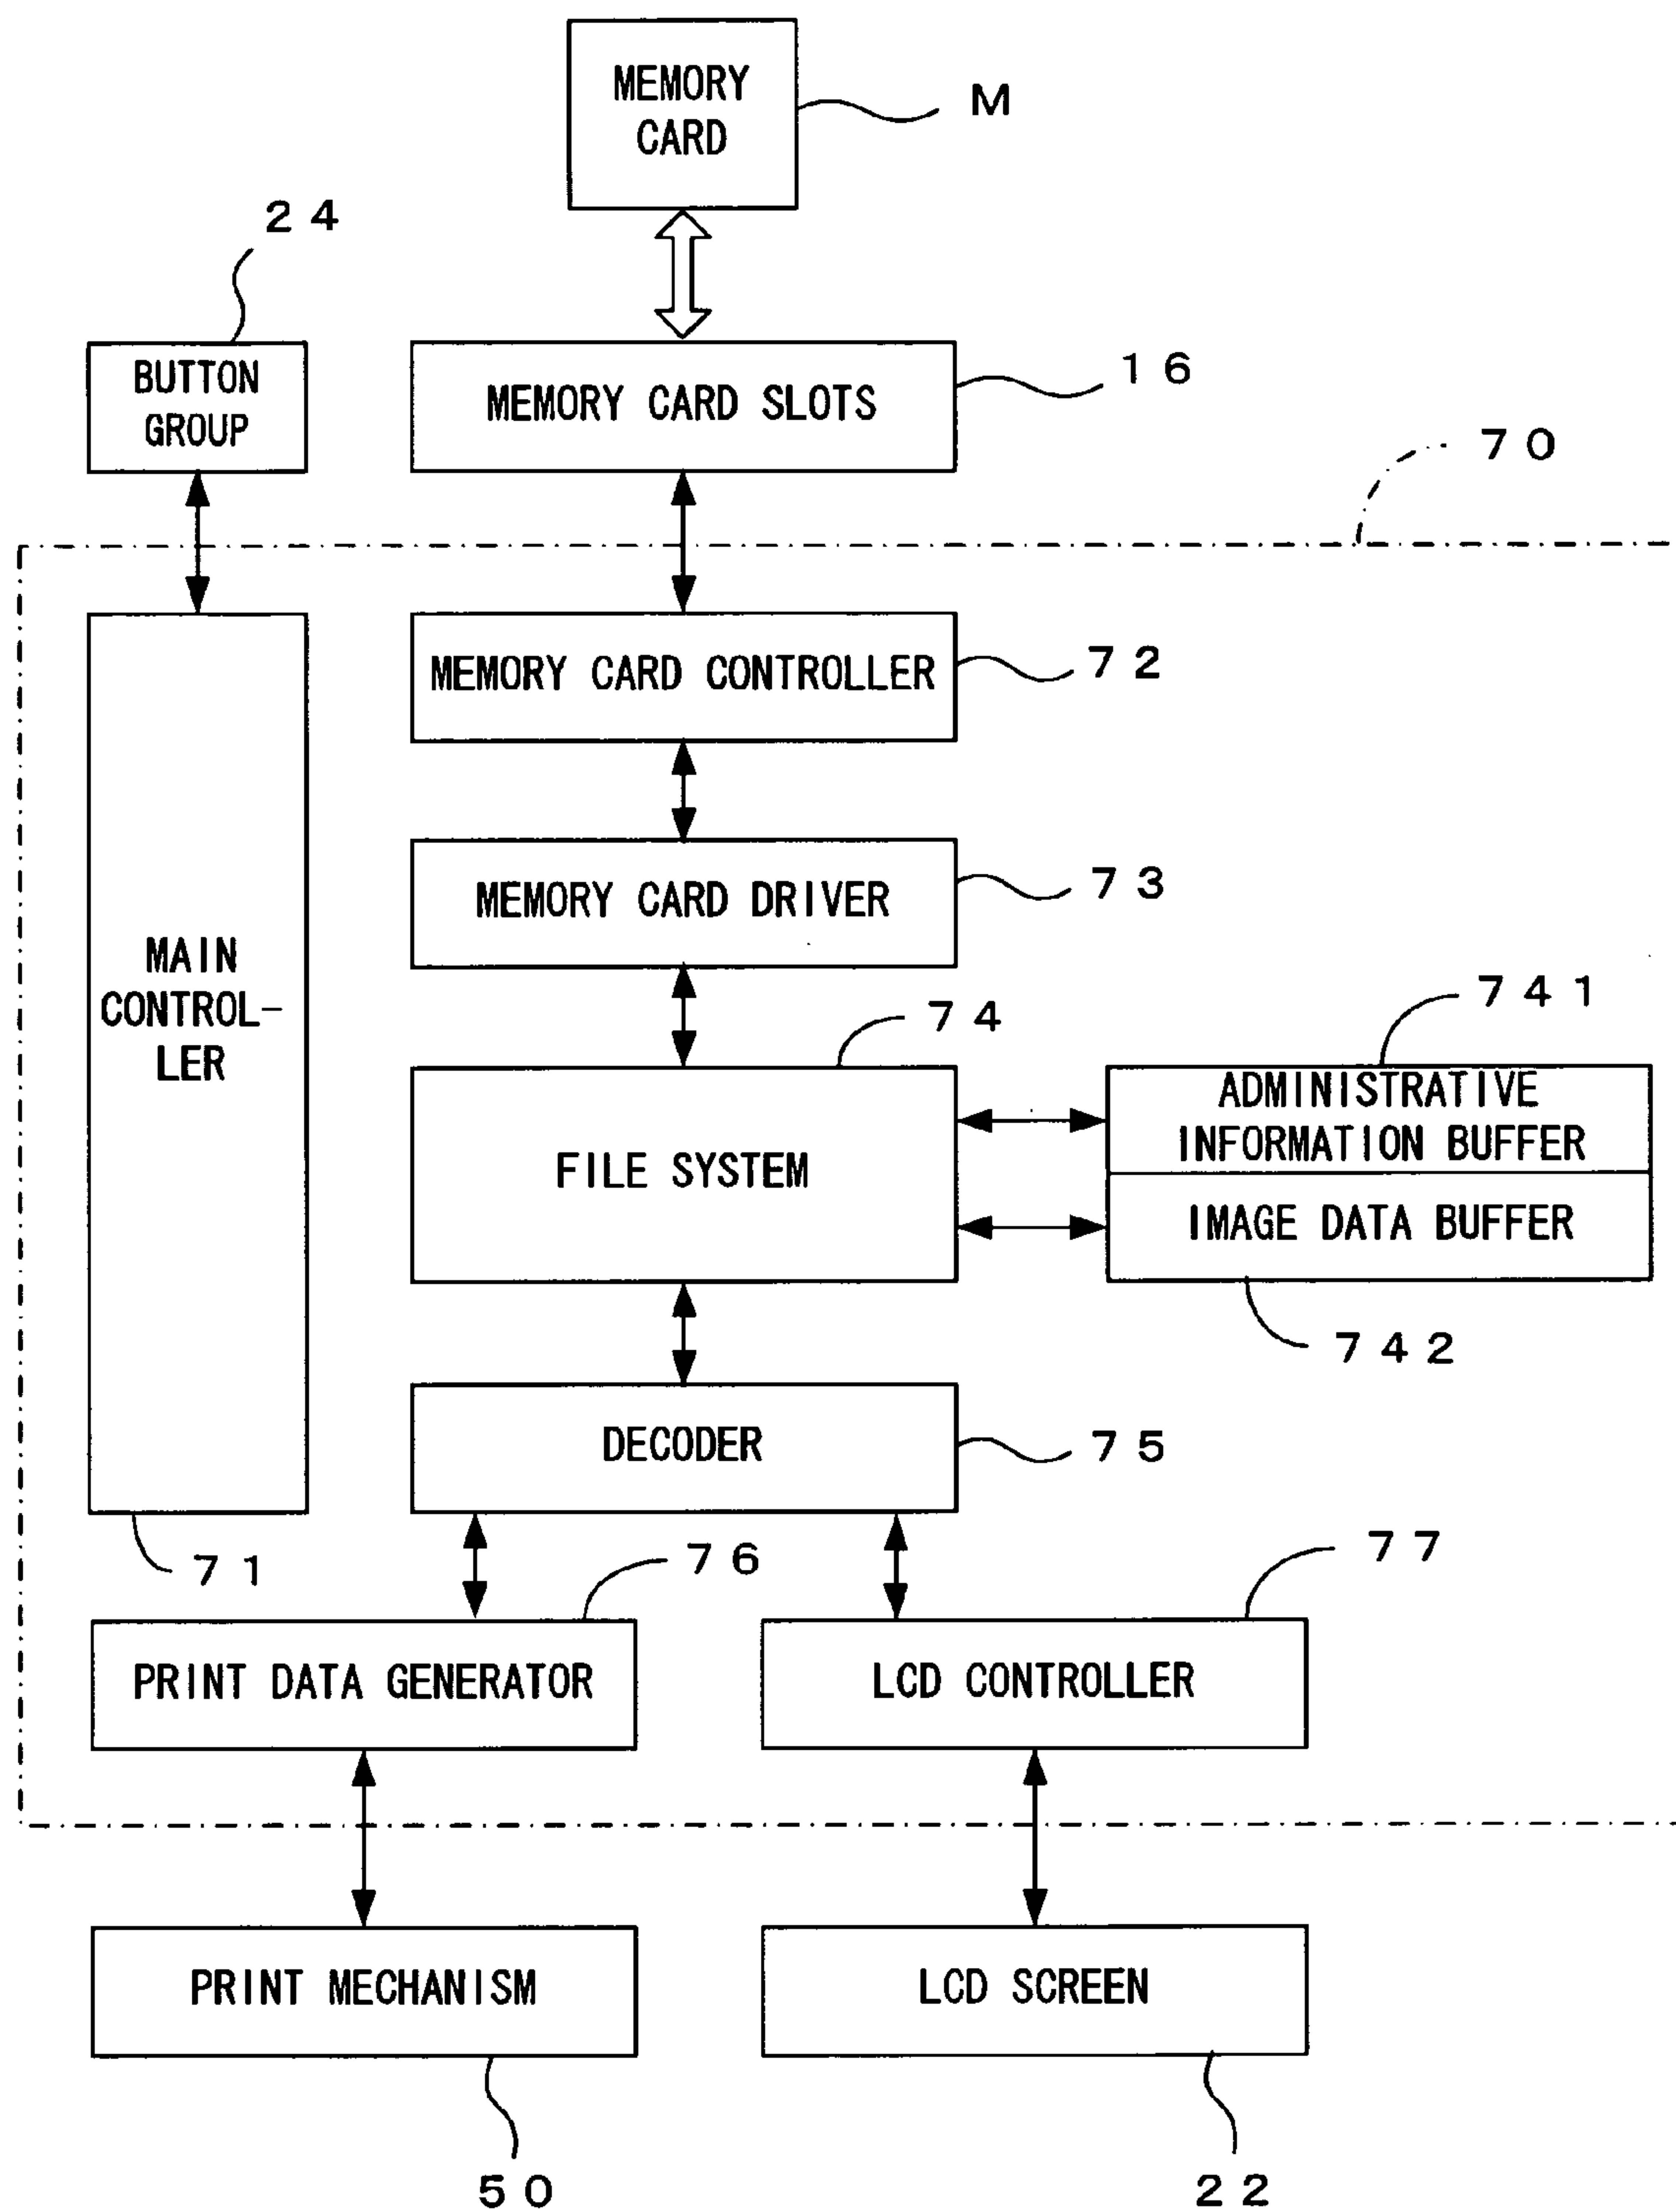 MEMORY
CARD
M
24
BUTTON
GROUP
MEMORY CARD SLOTS
16
70
MEMORY CARD CONTROLLER
72
MEMORY CARD DRIVER
73
MAIN
CONTROL-
LER
71
74
FILE SYSTEM
741
ADMINISTRATIVE
INFORMATION BUFFER
IMAGE DATA BUFFER
742
DECODER
75
76
77
PRINT DATA GENERATOR
LCD CONTROLLER
PRINT MECHANISM
LCD SCREEN
50
22